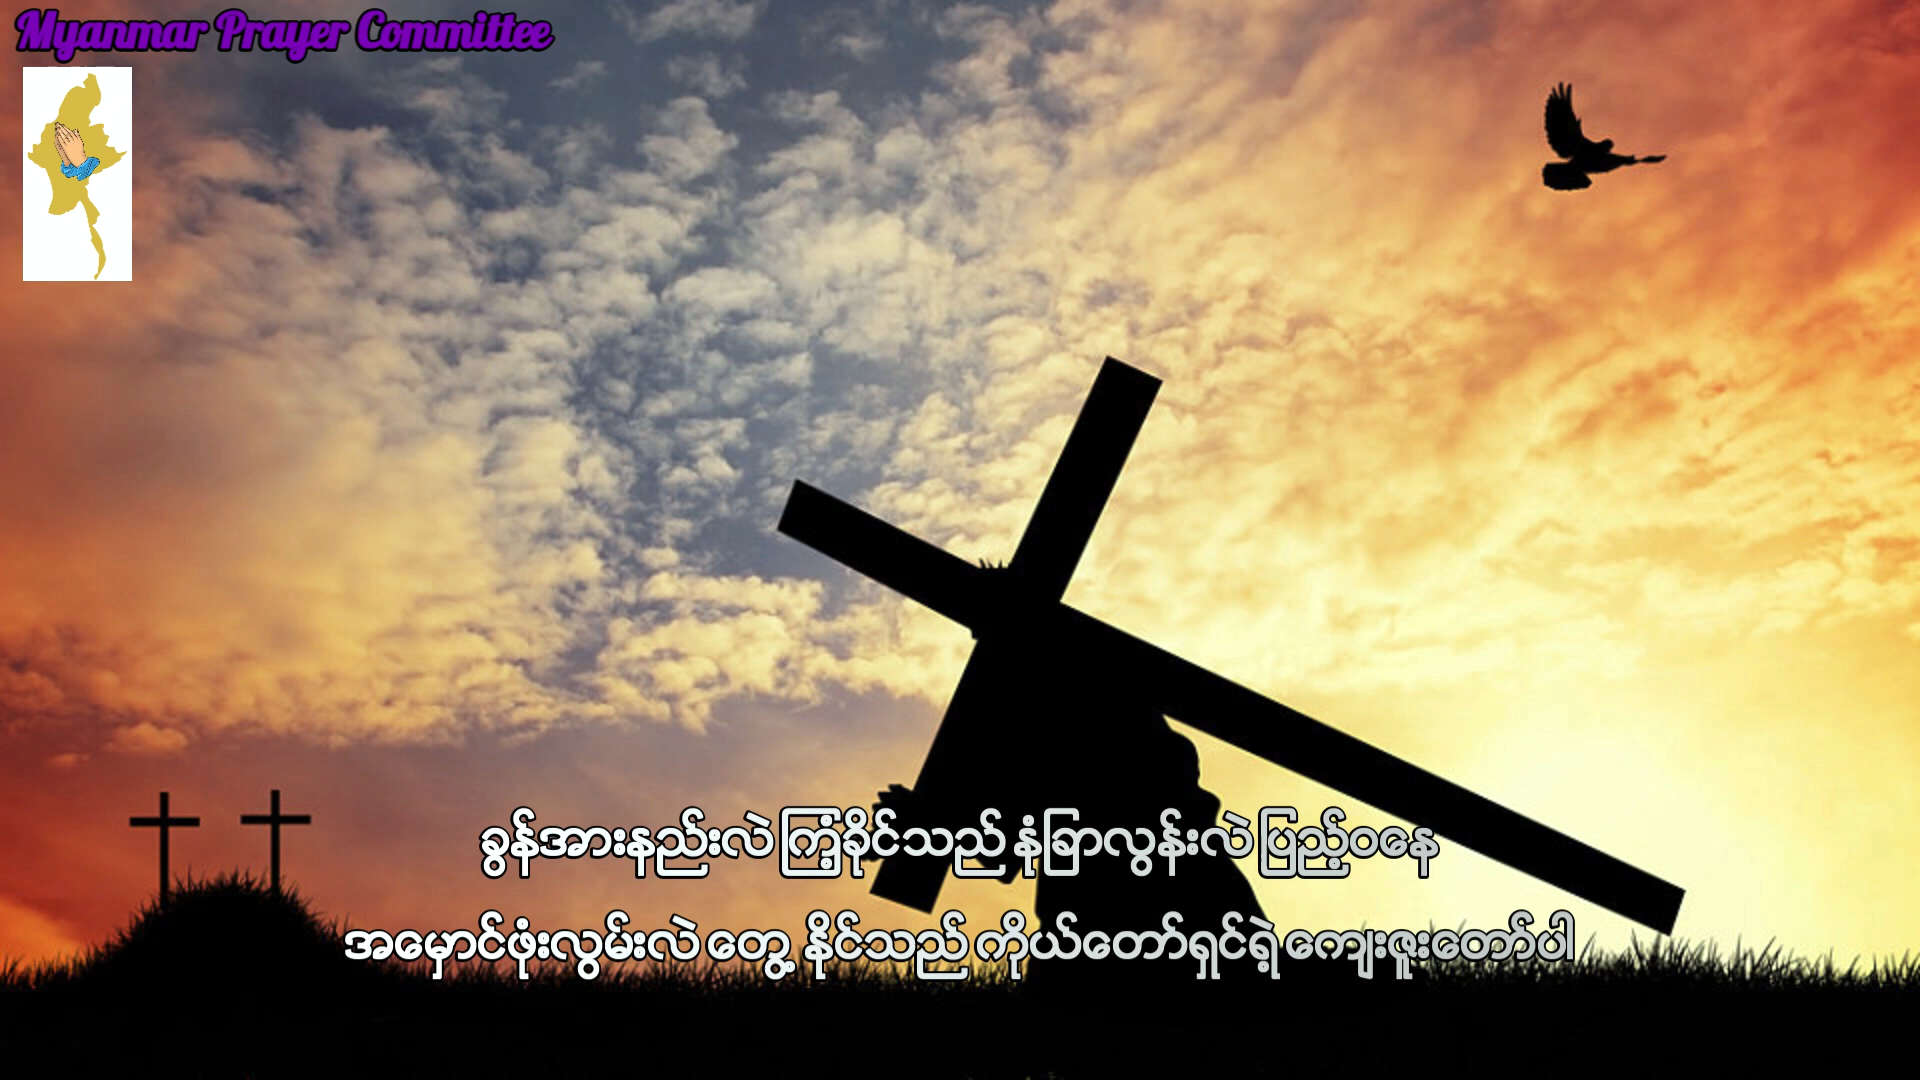 Myanmar Prayer Committee
ခွန်အားနည်းလဲ ကြံ့ခိုင်သည် နုံခြာလွန်းလဲ ပြည့်ဝနေ
အမှောင်ဖုံးလွှမ်းလဲ တွေ့ နိုင်သည် ကိုယ်တော်ရှင်ရဲ့ ကျေးဇူးတော်ပါ